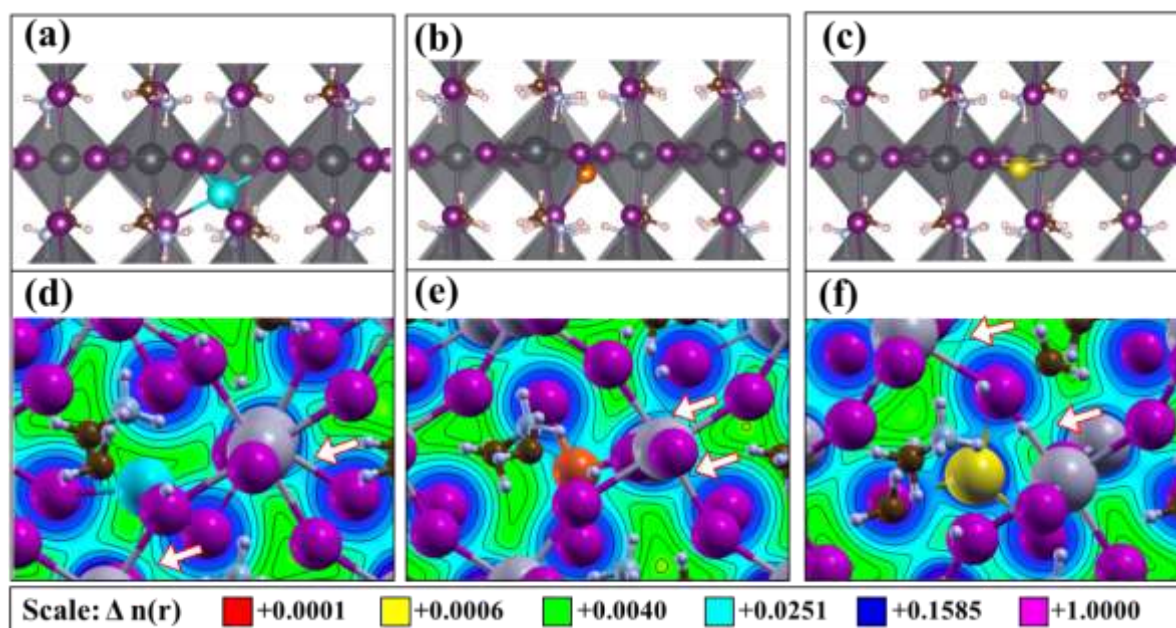 (a)
(b)
(c)
(d)
(e)
(f)
Scale: Δ n(r) +0.0001 +0.0006 +0.0040 +0.0251 +0.1585 +1.0000